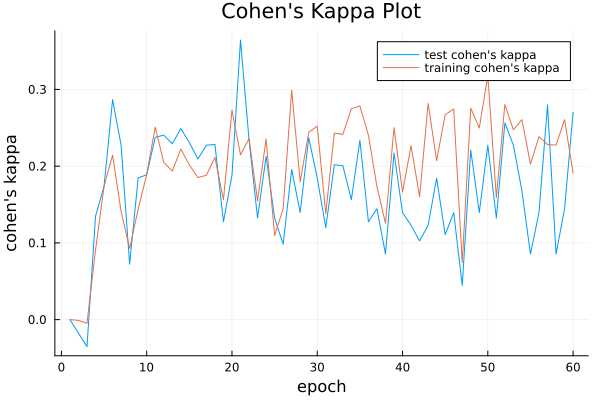 Cohen's Kappa Plot
test cohen's kappa
training cohen's kappa
cohen's kappa
0.3
0.2
0.1
0.0
0 10 20 30 40 50 60
epoch